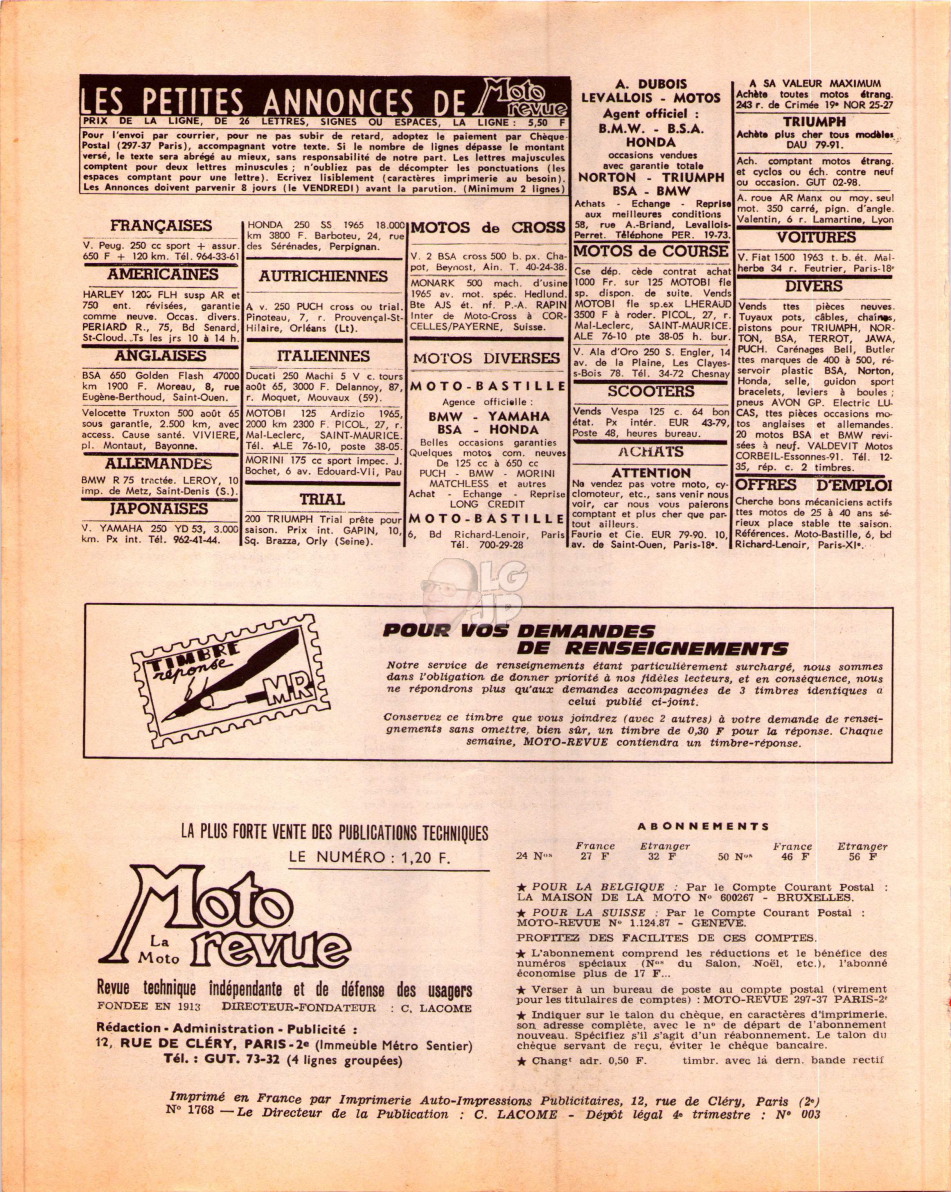 LES PETITES ANNONCES DE Moto revue
PRIX DE LA LIGNE, DE 26 LETTRES, SIGNES OU ESPACES, LA LIGNE : 5,50 F
Pour l'envoi par courrier, pour ne pas subir de retard, adoptez le paiement par Chèque
Postal (297-37 Paris), accompagnant votre texte. Si le nombre de lignes dépasse le montant
versé, le texte sera abrégé au mieux, sans responsabilité de notre part. Les lettres majuscules
comptent pour deux lettres minuscules ; n'oubliez pas de décompter les ponctuations (les
espaces comptant pour une lettre). Ecrivez lisiblement (caractères imprimerie au besoin).
Les Annonces doivent parvenir 8 jours (le VENDREDI) avant la parution. (Minimum 2 lignes)
FRANÇAISES
V. Peug. 250 cc sport + assur.
650 F + 120 km. Tél. 964-33-61
AMERICAINES
HARLEY 120G FLH susp AR et
750 ent. révisées, garantie
comme neuve. Occas. divers.
PERIARD R., 75, Bd Senard,
St-Cloud. .Ts les jrs 10 à 14 h.
ANGLAISES
BSA 650 Golden Flash 47000
km 1900 F. Moreau, 8, rue
Eugène-Berthoud, Saint-Ouen.
Velocette Truxton 500 août 65
sous garantie, 2.500 km, avec
access. Cause santé. VIVIERE,
pl. Montaut, Bayonne.
ALLEMANDES
BMW R 75 tractée. LEROY, 10
imp. de Metz, Saint-Denis (S.).
JAPONAISES
V. YAMAHA 250 YD 53, 3.000
km. Px int. Tél. 962-41-44.
HONDA 250 SS 1965 18.000
km 3800 F. Barboteu, 24, rue
des Sérénades, Perpignan.
AUTRICHIENNES
A v. 250 PUCH cross ou trial.
Pinoteau, 7, r. Prouvençal-St-
Hilaire, Orléans (Lt).
ITALIENNES
Ducati 250 Machi 5 V c. tours
août 65, 3000 F. Delannoy, 87,
r. Moquet, Mouvaux (59).
MOTOBI 125 Ardizio 1965,
2000 km 2300 F. PICOL, 27, r.
Mal-Leclerc, SAINT-MAURICE.
Tél. ALE 76-10, poste 38-05.
MORINI 175 cc sport impec. J.
Bochet, 6 av. Edouard-Vli, Pau
TRIAL
200 TRIUMPH Trial prête pour
saison. Prix int. GAPIN, 10,
Sq. Brazza, Orly (Seine).
MOTOS de CROSS
V. 2 BSA cross 500 b. px. Cha-
pot, Beynost, Ain. T. 40-24-38.
MONARK 500 mach. d'usine
1965 av. mot. spéc. Hedlund.
Bte AJS ét. nf. P.-A. RAPIN
Inter de Moto-Cross à COR-
CELLES/PAYERNE, Suisse.
MOTOS DIVERSES
MOTO-BASTILLE
Agence officielle :
BMW - YAMAHA
BSA - HONDA
Belles occasions garanties
Quelques motos com. neuves
De 125 cc à 650 cc
PUCH - BMW - MORINI
MATCHLESS et autres
Achat - Echange - Reprise
LONG CREDIT
MOTO-BASTILLE
6, Bd Richard-Lenoir, Paris
Tél. 700-29-28
A. DUBOIS
LEVALLOIS - MOTOS
Agent officiel :
B.M.W. - B.S.A.
HONDA
occasions vendues
avec garantie totale
NORTON - TRIUMPH
BSA - BMW
Achats - Echange - Reprise
aux meilleures conditions
58, rue A.-Briand, Levallois-
Perret. Téléphone PER. 19-73.
MOTOS DE COURSE
Cse dép. cède contrat achat
1000 Fr. sur 125 MOTOBI fle
sp. dispon. de suite. Vends
MOTOBI fle sp.ex LHERAUD
3500 F à roder. PICOL, 27, r.
Mal-Leclerc, SAINT-MAURICE.
ALE 76-10 pte 38-05 h. bur.
V. Ala d'Oro 250 S. Engler, 14
av. de la Plaine, Les Clayes-
s-Bois 78. Tél. 34-72 Chesnay
SCOOTERS
Vends Vespa 125 c. 64 bon
état. Px intér. EUR 43-79,
Poste 48, heures bureau.
ACHATS
ATTENTION
Ne vendez pas votre moto, cy-
clomoteur, etc., sans venir nous
voir, car nous vous paierons
comptant et plus cher que par-
tout ailleurs.
Faurie et Cie. EUR 79-90. 10,
av. de Saint-Ouen, Paris-18e.
A SA VALEUR MAXIMUM
Achète toutes motos étrang.
243 r. de Crimée 19e NOR 25-27
TRIUMPH
Achète plus cher tous modèles
DAU 79-91.
Ach. comptant motos étrang.
et cyclos ou éch. contre neuf
ou occasion. GUT 02-98.
A. roue AR Manx ou moy. seul
mot. 350 carré, pign. d'angle.
Valentin, 6 r. Lamartine, Lyon
VOITURES
V. Fiat 1500 1963 t. b. ét. Mal-
herbe 34 r. Feutrier, Paris-18e
DIVERS
Vends ttes pièces neuves.
Tuyaux pots, câbles, chaînes,
pistons pour TRIUMPH, NOR-
TON, BSA, TERROT, JAWA,
PUCH. Carénages Bell, Butler
ttes marques de 400 à 500, ré-
servoir plastic BSA, Norton,
Honda, selle, guidon sport
bracelets, leviers à boules ;
pneus AVON GP. Electric LU-
CAS, ttes pièces occasions mo-
tos anglaises et allemandes.
20 motos BSA et BMW revi-
sées à neuf. VALDEVIT Motos
CORBEIL-Essonnes-91. Tél. 12-
35, rép. c. 2 timbres.
OFFRES D'EMPLOI
Cherche bons mécaniciens actifs
ttes motos de 25 à 40 ans sé-
rieux place stable tte saison.
Références. Moto-Bastille, 6, bd
Richard-Lenoir, Paris-XIe.
LG
JP
TIMBRE
réponse
MR
POUR VOS DEMANDES
DE RENSEIGNEMENTS
Notre service de renseignements étant particulièrement surchargé, nous sommes
dans l'obligation de donner priorité à nos fidèles lecteurs, et en conséquence, nous
ne répondrons plus qu'aux demandes accompagnées de 3 timbres identiques a
celui publié ci-joint.
Conservez ce timbre que vous joindrez (avec 2 autres) à votre demande de rensei-
gnements sans omettre, bien sûr, un timbre de 0,30 F pour la réponse. Chaque
semaine, MOTO-REVUE contiendra un timbre-réponse.
LA PLUS FORTE VENTE DES PUBLICATIONS TECHNIQUES
LE NUMÉRO : 1,20 F.
Moto
La Moto
revue
Revue technique indépendante et de défense des usagers
FONDEE EN 1913 DIRECTEUR-FONDATEUR : C. LACOME
Rédaction - Administration - Publicité :
12, RUE DE CLÉRY, PARIS-2e (Immeuble Métro Sentier)
Tél. : GUT. 73-32 (4 lignes groupées)
ABONNEMENTS
France Etranger France Etranger
24 Nos 27 F 32 F 50 Nos 46 F 56 F
★ POUR LA BELGIQUE : Par le Compte Courant Postal :
LA MAISON DE LA MOTO No 600267 - BRUXELLES.
★ POUR LA SUISSE : Par le Compte Courant Postal :
MOTO-REVUE No 1.124.87 - GENEVE.
PROFITEZ DES FACILITES DE CES COMPTES.
★ L'abonnement comprend les réductions et le bénéfice des
numéros spéciaux (Nos du Salon, Noël, etc.), l'abonné
économise plus de 17 F...
★ Verser à un bureau de poste au compte postal (virement
pour les titulaires de comptes) : MOTO-REVUE 297-37 PARIS-2e
★ Indiquer sur le talon du chèque, en caractères d'imprimerie.
son adresse complète, avec le no de départ de l'abonnement
nouveau. Spécifiez s'il s'agit d'un réabonnement. Le talon du
chèque servant de reçu, éviter le chèque bancaire.
★ Changt adr. 0,50 F. timbr. avec la dern. bande rectif
Imprimé en France par Imprimerie Auto-Impressions Publicitaires, 12, rue de Cléry, Paris (2e)
No 1768 — Le Directeur de la Publication : C. LACOME - Dépôt légal 4e trimestre : No 003